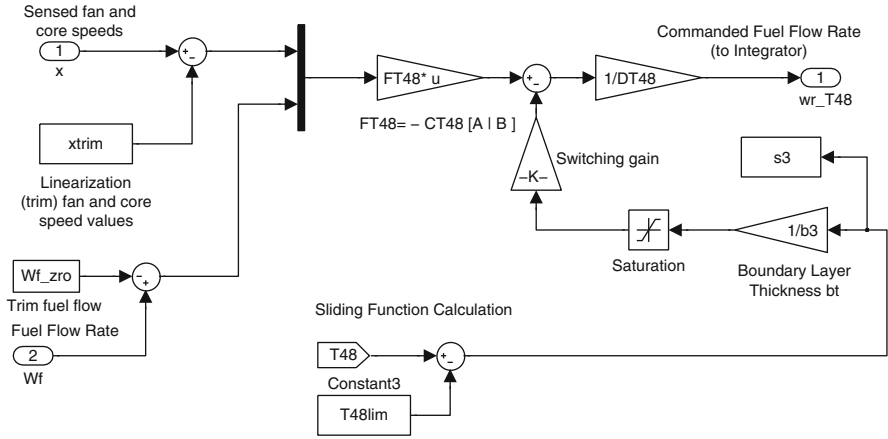 Sensed fan and
core speeds
1
x
+
−
xtrim
Linearization
(trim) fan and core
speed values
Wf_zro
Trim fuel flow
−
+
Fuel Flow Rate
2
Wf
FT48* u
FT48= − CT48 [A | B ]
+
−
1/DT48
Commanded Fuel Flow Rate
(to Integrator)
1
wr_T48
Switching gain
−K−
s3
Saturation
1/b3
Boundary Layer
Thickness bt
Sliding Function Calculation
T48
+
−
Constant3
T48lim